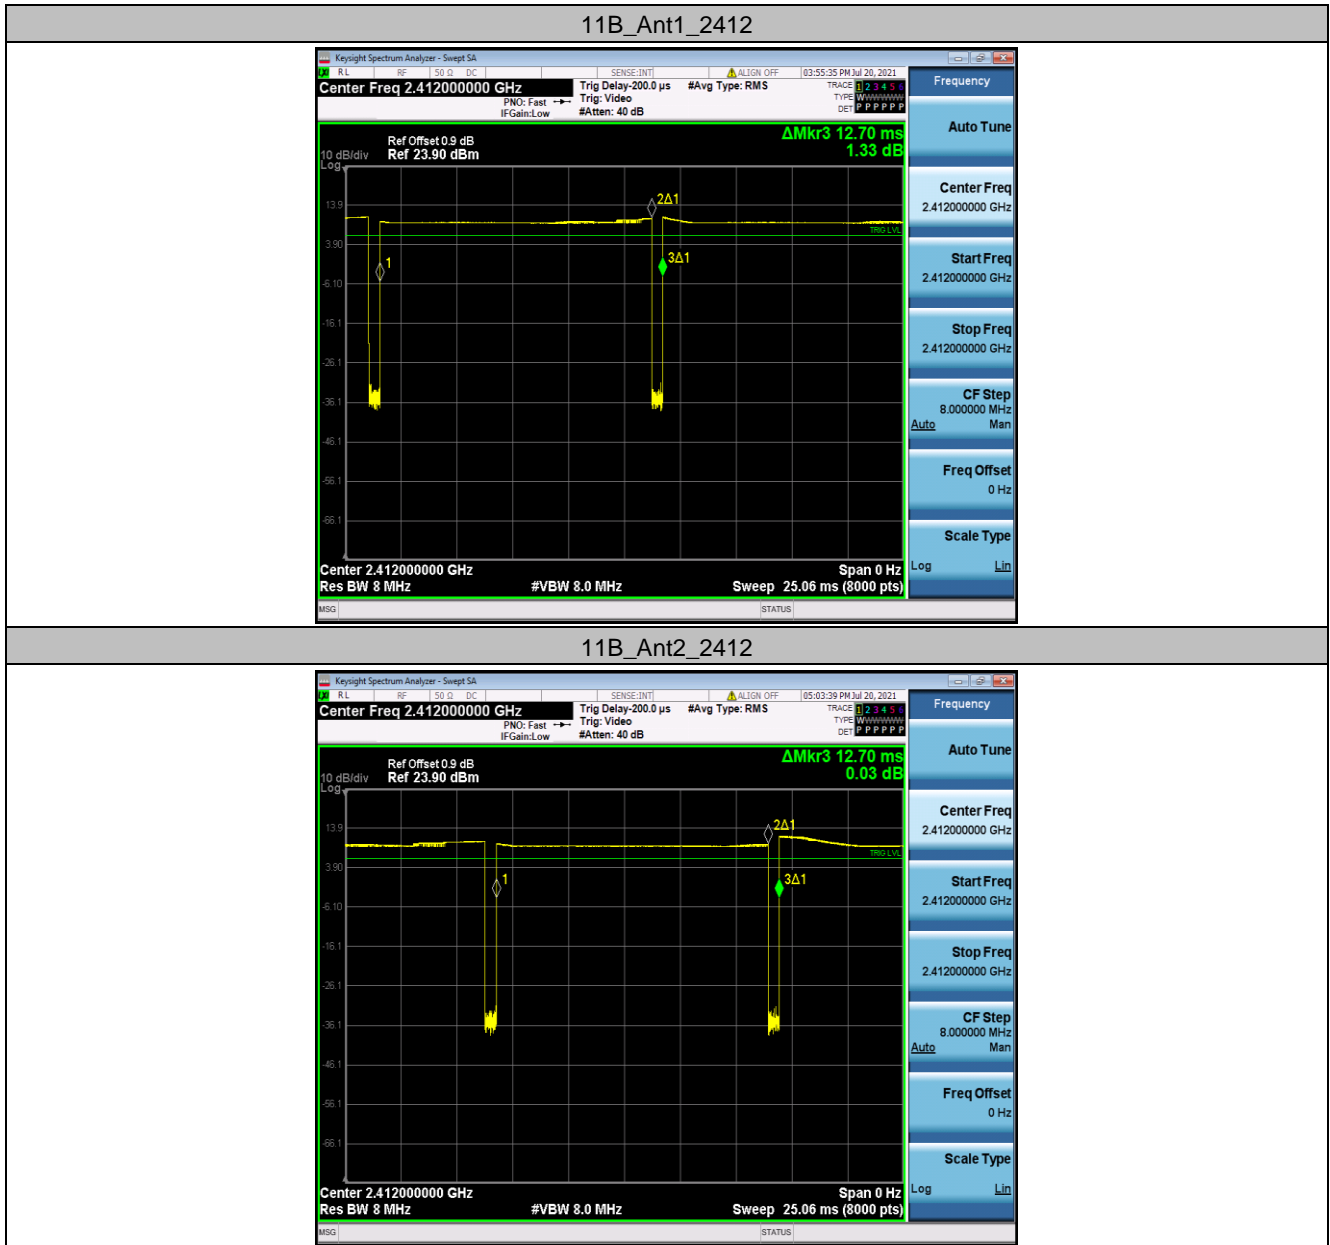 11B_Ant1_2412
Keysight Spectrum Analyzer - Swept SA
RL RF 50 Ω DC SENSE:INT ALIGN OFF 03:55:35 PM Jul 20, 2021
Center Freq 2.412000000 GHz
PNO: Fast
IFGain:Low
Trig Delay-200.0 µs
Trig: Video
#Atten: 40 dB
#Avg Type: RMS
TRACE 1 2 3 4 5 6
TYPE WWWWWW
DET P P P P P P
Frequency
Auto Tune
ΔMkr3 12.70 ms
1.33 dB
Ref Offset 0.9 dB
10 dB/div Ref 23.90 dBm
Log
13.9
3.90
-6.10
-16.1
-26.1
-36.1
-46.1
-56.1
-66.1
2Δ1
TRIG LVL
1
3Δ1
Center Freq
2.412000000 GHz
Start Freq
2.412000000 GHz
Stop Freq
2.412000000 GHz
CF Step
8.000000 MHz
Auto Man
Freq Offset
0 Hz
Scale Type
Log Lin
Center 2.412000000 GHz Span 0 Hz
Res BW 8 MHz #VBW 8.0 MHz Sweep 25.06 ms (8000 pts)
MSG STATUS
11B_Ant2_2412
Keysight Spectrum Analyzer - Swept SA
RL RF 50 Ω DC SENSE:INT ALIGN OFF 05:03:39 PM Jul 20, 2021
Center Freq 2.412000000 GHz
PNO: Fast
IFGain:Low
Trig Delay-200.0 µs
Trig: Video
#Atten: 40 dB
#Avg Type: RMS
TRACE 1 2 3 4 5 6
TYPE WWWWWW
DET P P P P P P
Frequency
Auto Tune
ΔMkr3 12.70 ms
0.03 dB
Ref Offset 0.9 dB
10 dB/div Ref 23.90 dBm
Log
13.9
3.90
-6.10
-16.1
-26.1
-36.1
-46.1
-56.1
-66.1
2Δ1
TRIG LVL
1
3Δ1
Center Freq
2.412000000 GHz
Start Freq
2.412000000 GHz
Stop Freq
2.412000000 GHz
CF Step
8.000000 MHz
Auto Man
Freq Offset
0 Hz
Scale Type
Log Lin
Center 2.412000000 GHz Span 0 Hz
Res BW 8 MHz #VBW 8.0 MHz Sweep 25.06 ms (8000 pts)
MSG STATUS